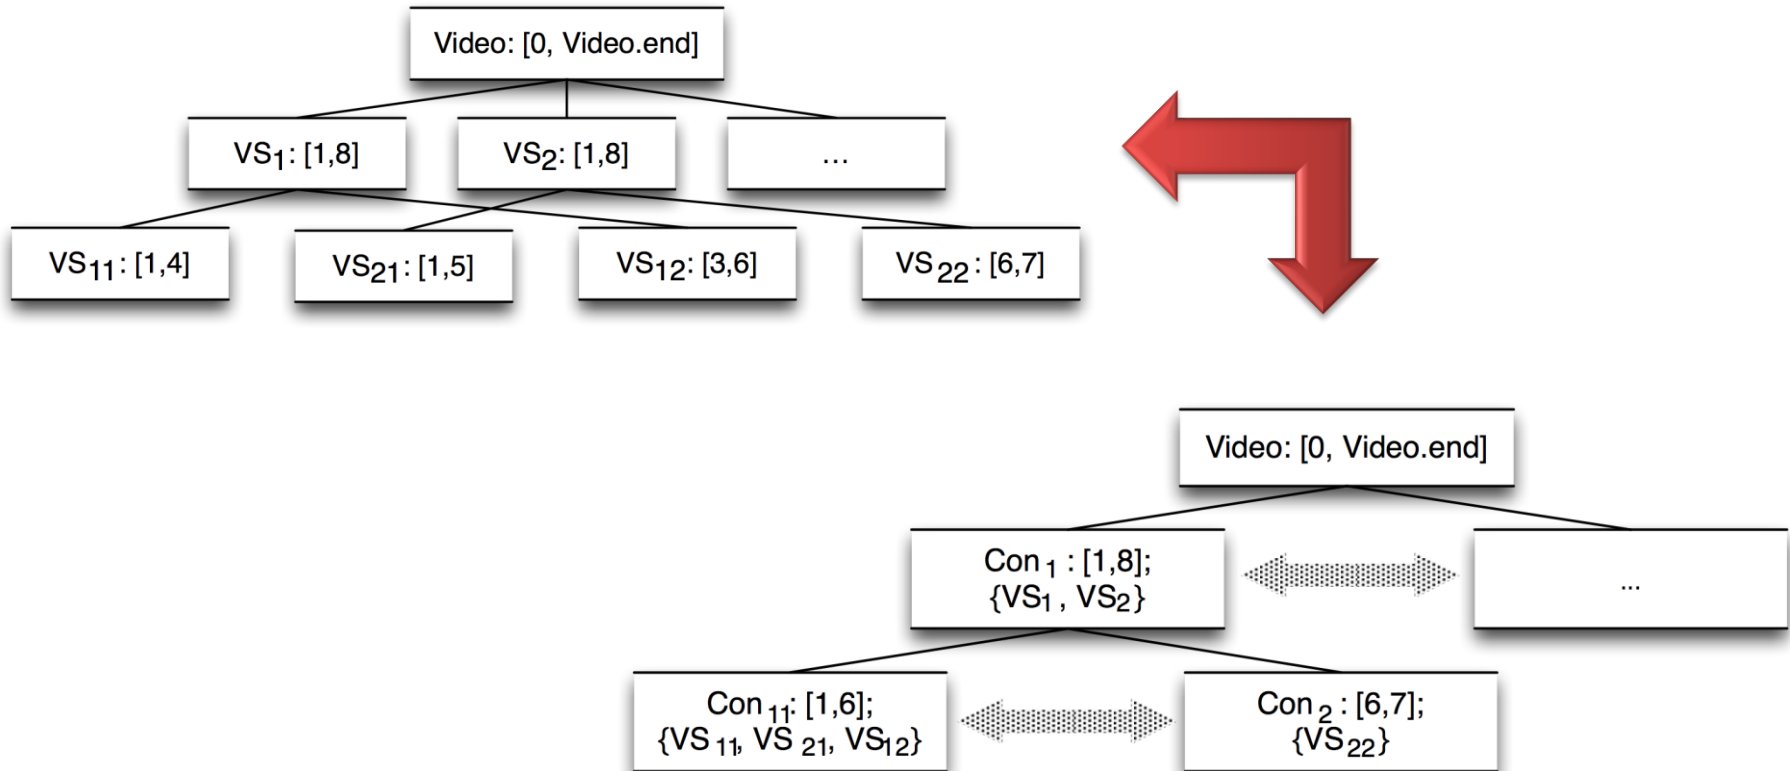 Video: [0, Video.end]
VS1: [1,8]
VS2: [1,8]
...
VS11: [1,4]
VS21: [1,5]
VS12: [3,6]
VS22: [6,7]
Video: [0, Video.end]
Con1 : [1,8];
{VS1, VS2}
...
Con11: [1,6];
{VS11, VS21, VS12}
Con2 : [6,7];
{VS22}